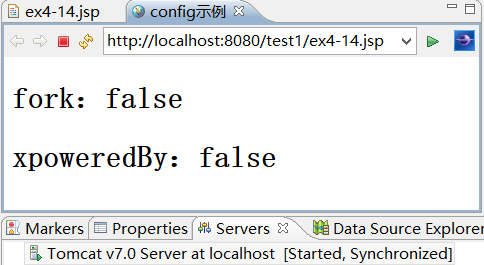 ex4-14.jsp config示例
http://localhost:8080/test1/ex4-14.jsp
fork：false
xpoweredBy：false
Markers Properties Servers Data Source Explorer
Tomcat v7.0 Server at localhost [Started, Synchronized]